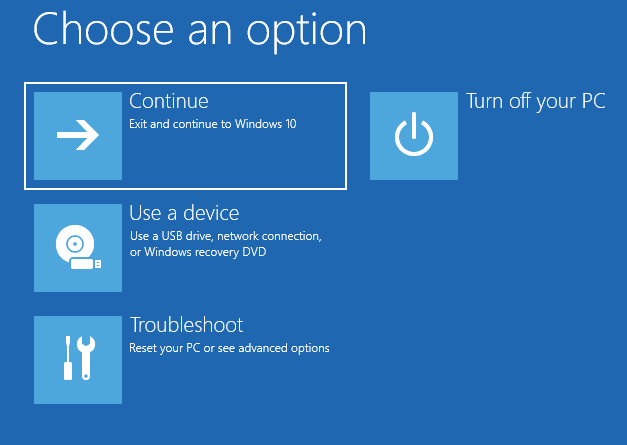 Choose an option
Continue
Exit and continue to Windows 10
Turn off your PC
Use a device
Use a USB drive, network connection,
or Windows recovery DVD
Troubleshoot
Reset your PC or see advanced options